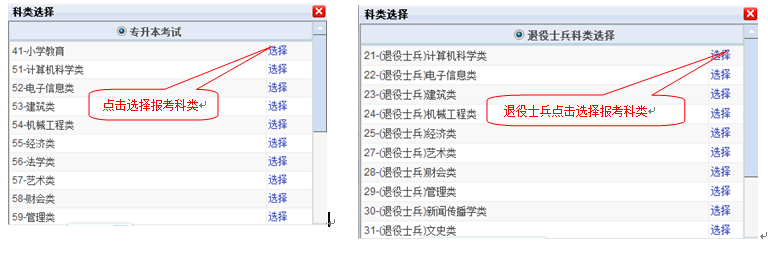 科类选择
专升本考试
41-小学教育 选择
51-计算机科学类 选择
52-电子信息类 选择
53-建筑类 选择
54-机械工程类 选择
55-经济类 选择
56-法学类 选择
57-艺术类 选择
58-财会类 选择
59-管理类 选择
点击选择报考科类
科类选择
退役士兵科类选择
21-(退役士兵)计算机科学类 选择
22-(退役士兵)电子信息类 选择
23-(退役士兵)建筑类 选择
24-(退役士兵)机械工程类 选择
25-(退役士兵)经济类 选择
27-(退役士兵)艺术类 选择
28-(退役士兵)财会类 选择
29-(退役士兵)管理类 选择
30-(退役士兵)新闻传播学类 选择
31-(退役士兵)文史类 选择
退役士兵点击选择报考科类